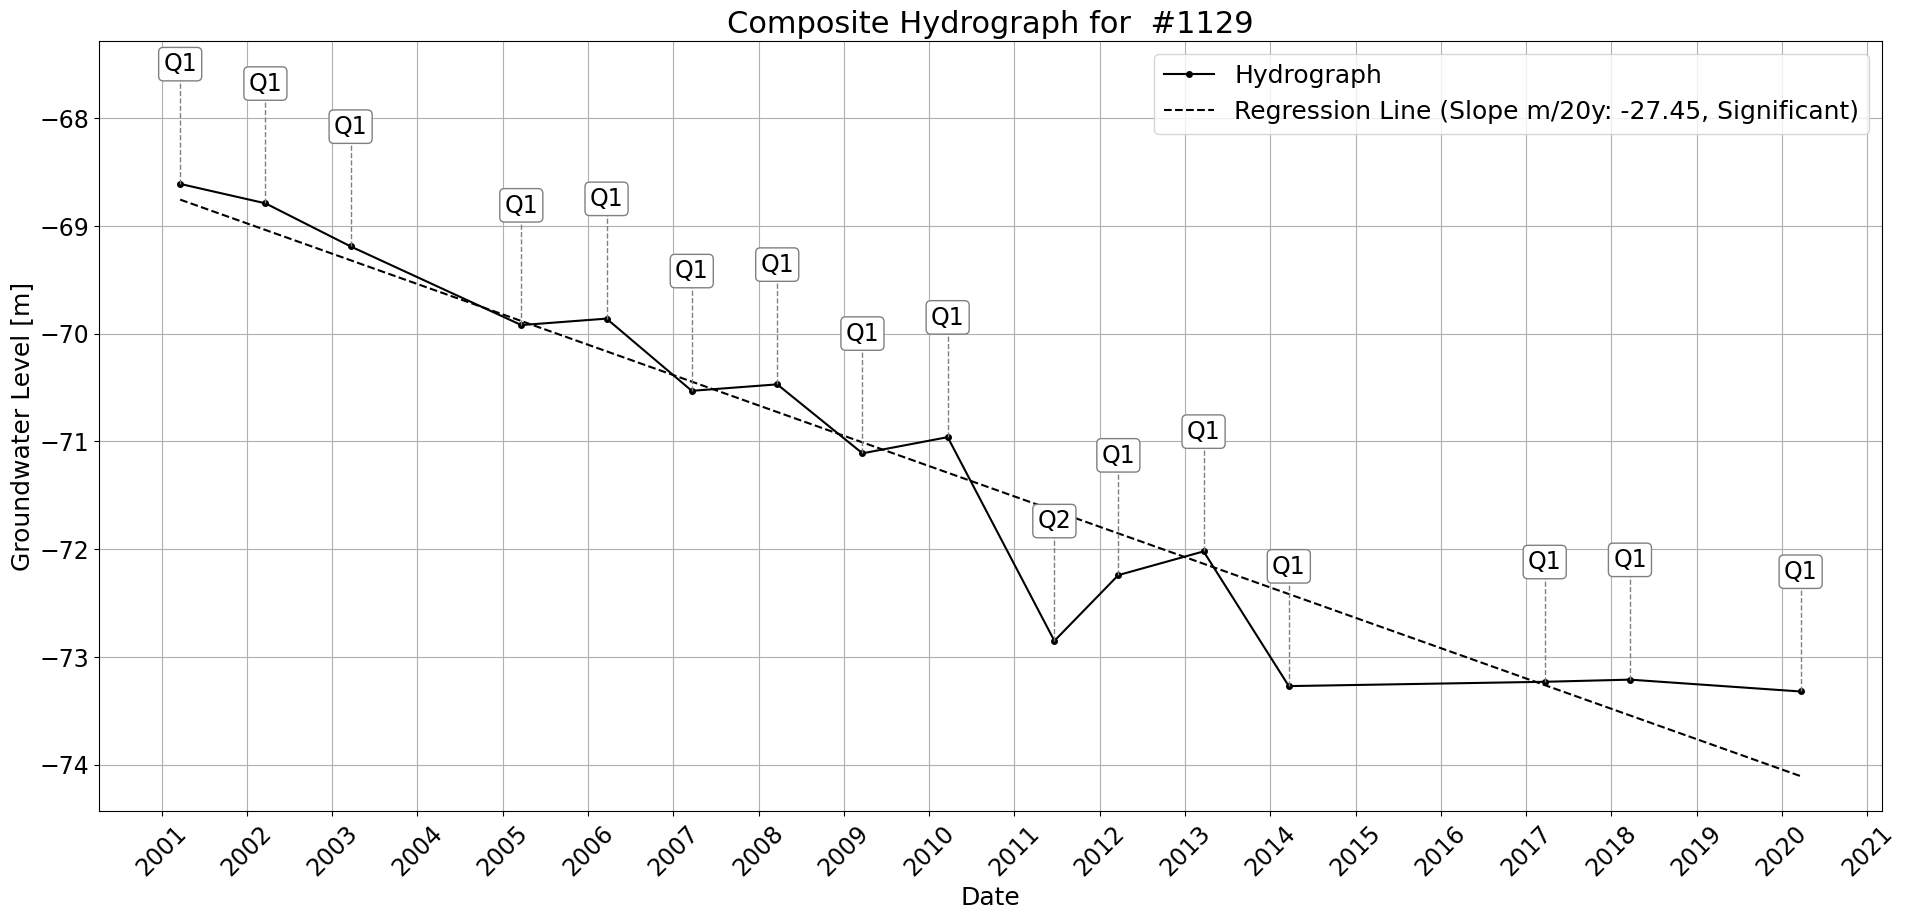 Composite Hydrograph for  #1129
Hydrograph
Regression Line (Slope m/20y: -27.45, Significant)
Q1
Q1
Q1
Q1
Q1
Q1
Q1
Q1
Q1
Q2
Q1
Q1
Q1
Q1
Q1
Q1
Groundwater Level [m]
−68
−69
−70
−71
−72
−73
−74
2001
2002
2003
2004
2005
2006
2007
2008
2009
2010
2011
2012
2013
2014
2015
2016
2017
2018
2019
2020
2021
Date